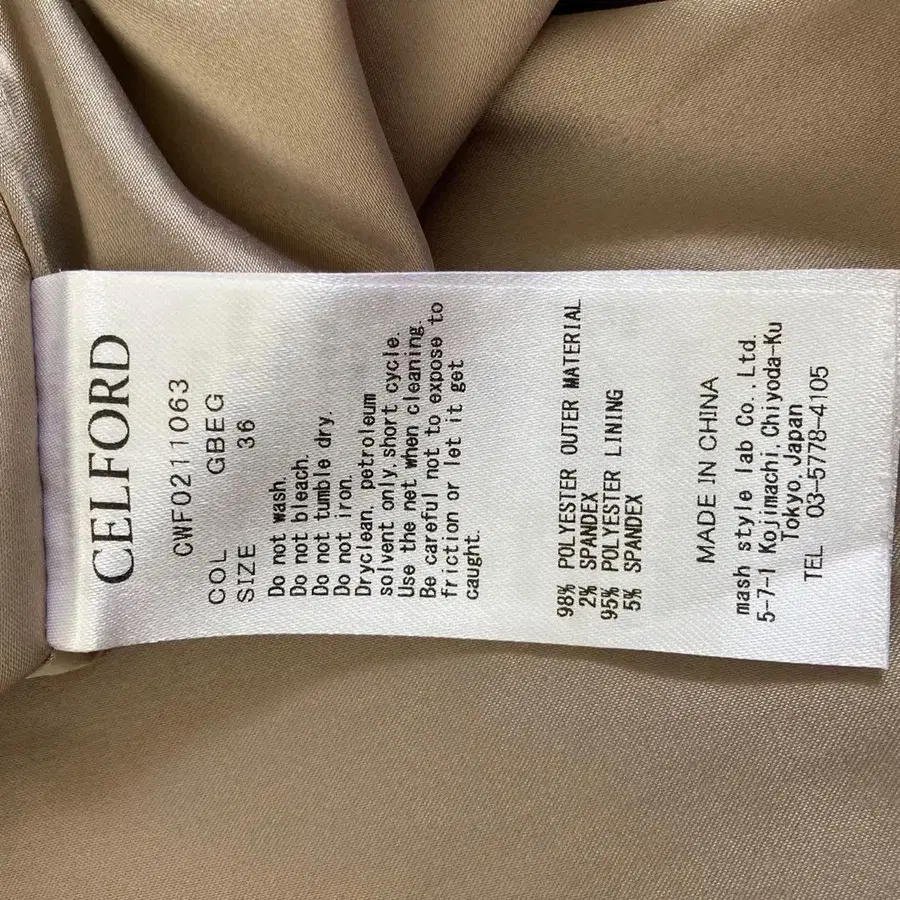 CELFORD
CWFO211063
COL GBEG
SIZE 36
Do not wash.
Do not bleach.
Do not tumble dry.
Do not iron.
Dryclean, petroleum
solvent only, short cycle.
Use the net when cleaning.
Be careful not to expose to
friction or let it get
caught.
98% POLYESTER OUTER MATERIAL
2% SPANDEX
95% POLYESTER LINING
5% SPANDEX
MADE IN CHINA
mash style lab Co., Ltd.
5-7-1 Kojimachi, Chiyoda-Ku
Tokyo, Japan
TEL 03-5778-4105